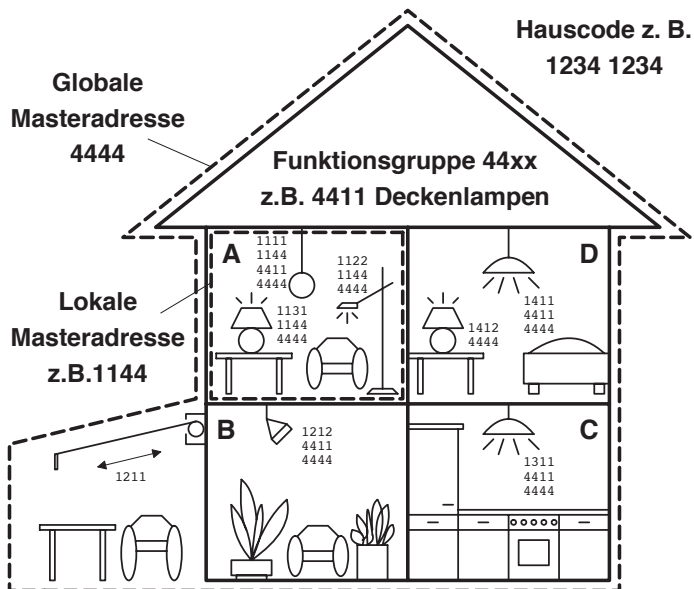 Hauscode z. B.
1234 1234
Globale
Masteradresse
4444
Funktionsgruppe 44xx
z.B. 4411 Deckenlampen
A
1111
1144
4411
4444
1122
1144
4444
1131
1144
4444
D
1411
4411
4444
1412
4444
Lokale
Masteradresse
z.B.1144
B
1212
4411
4444
C
1311
4411
4444
1211